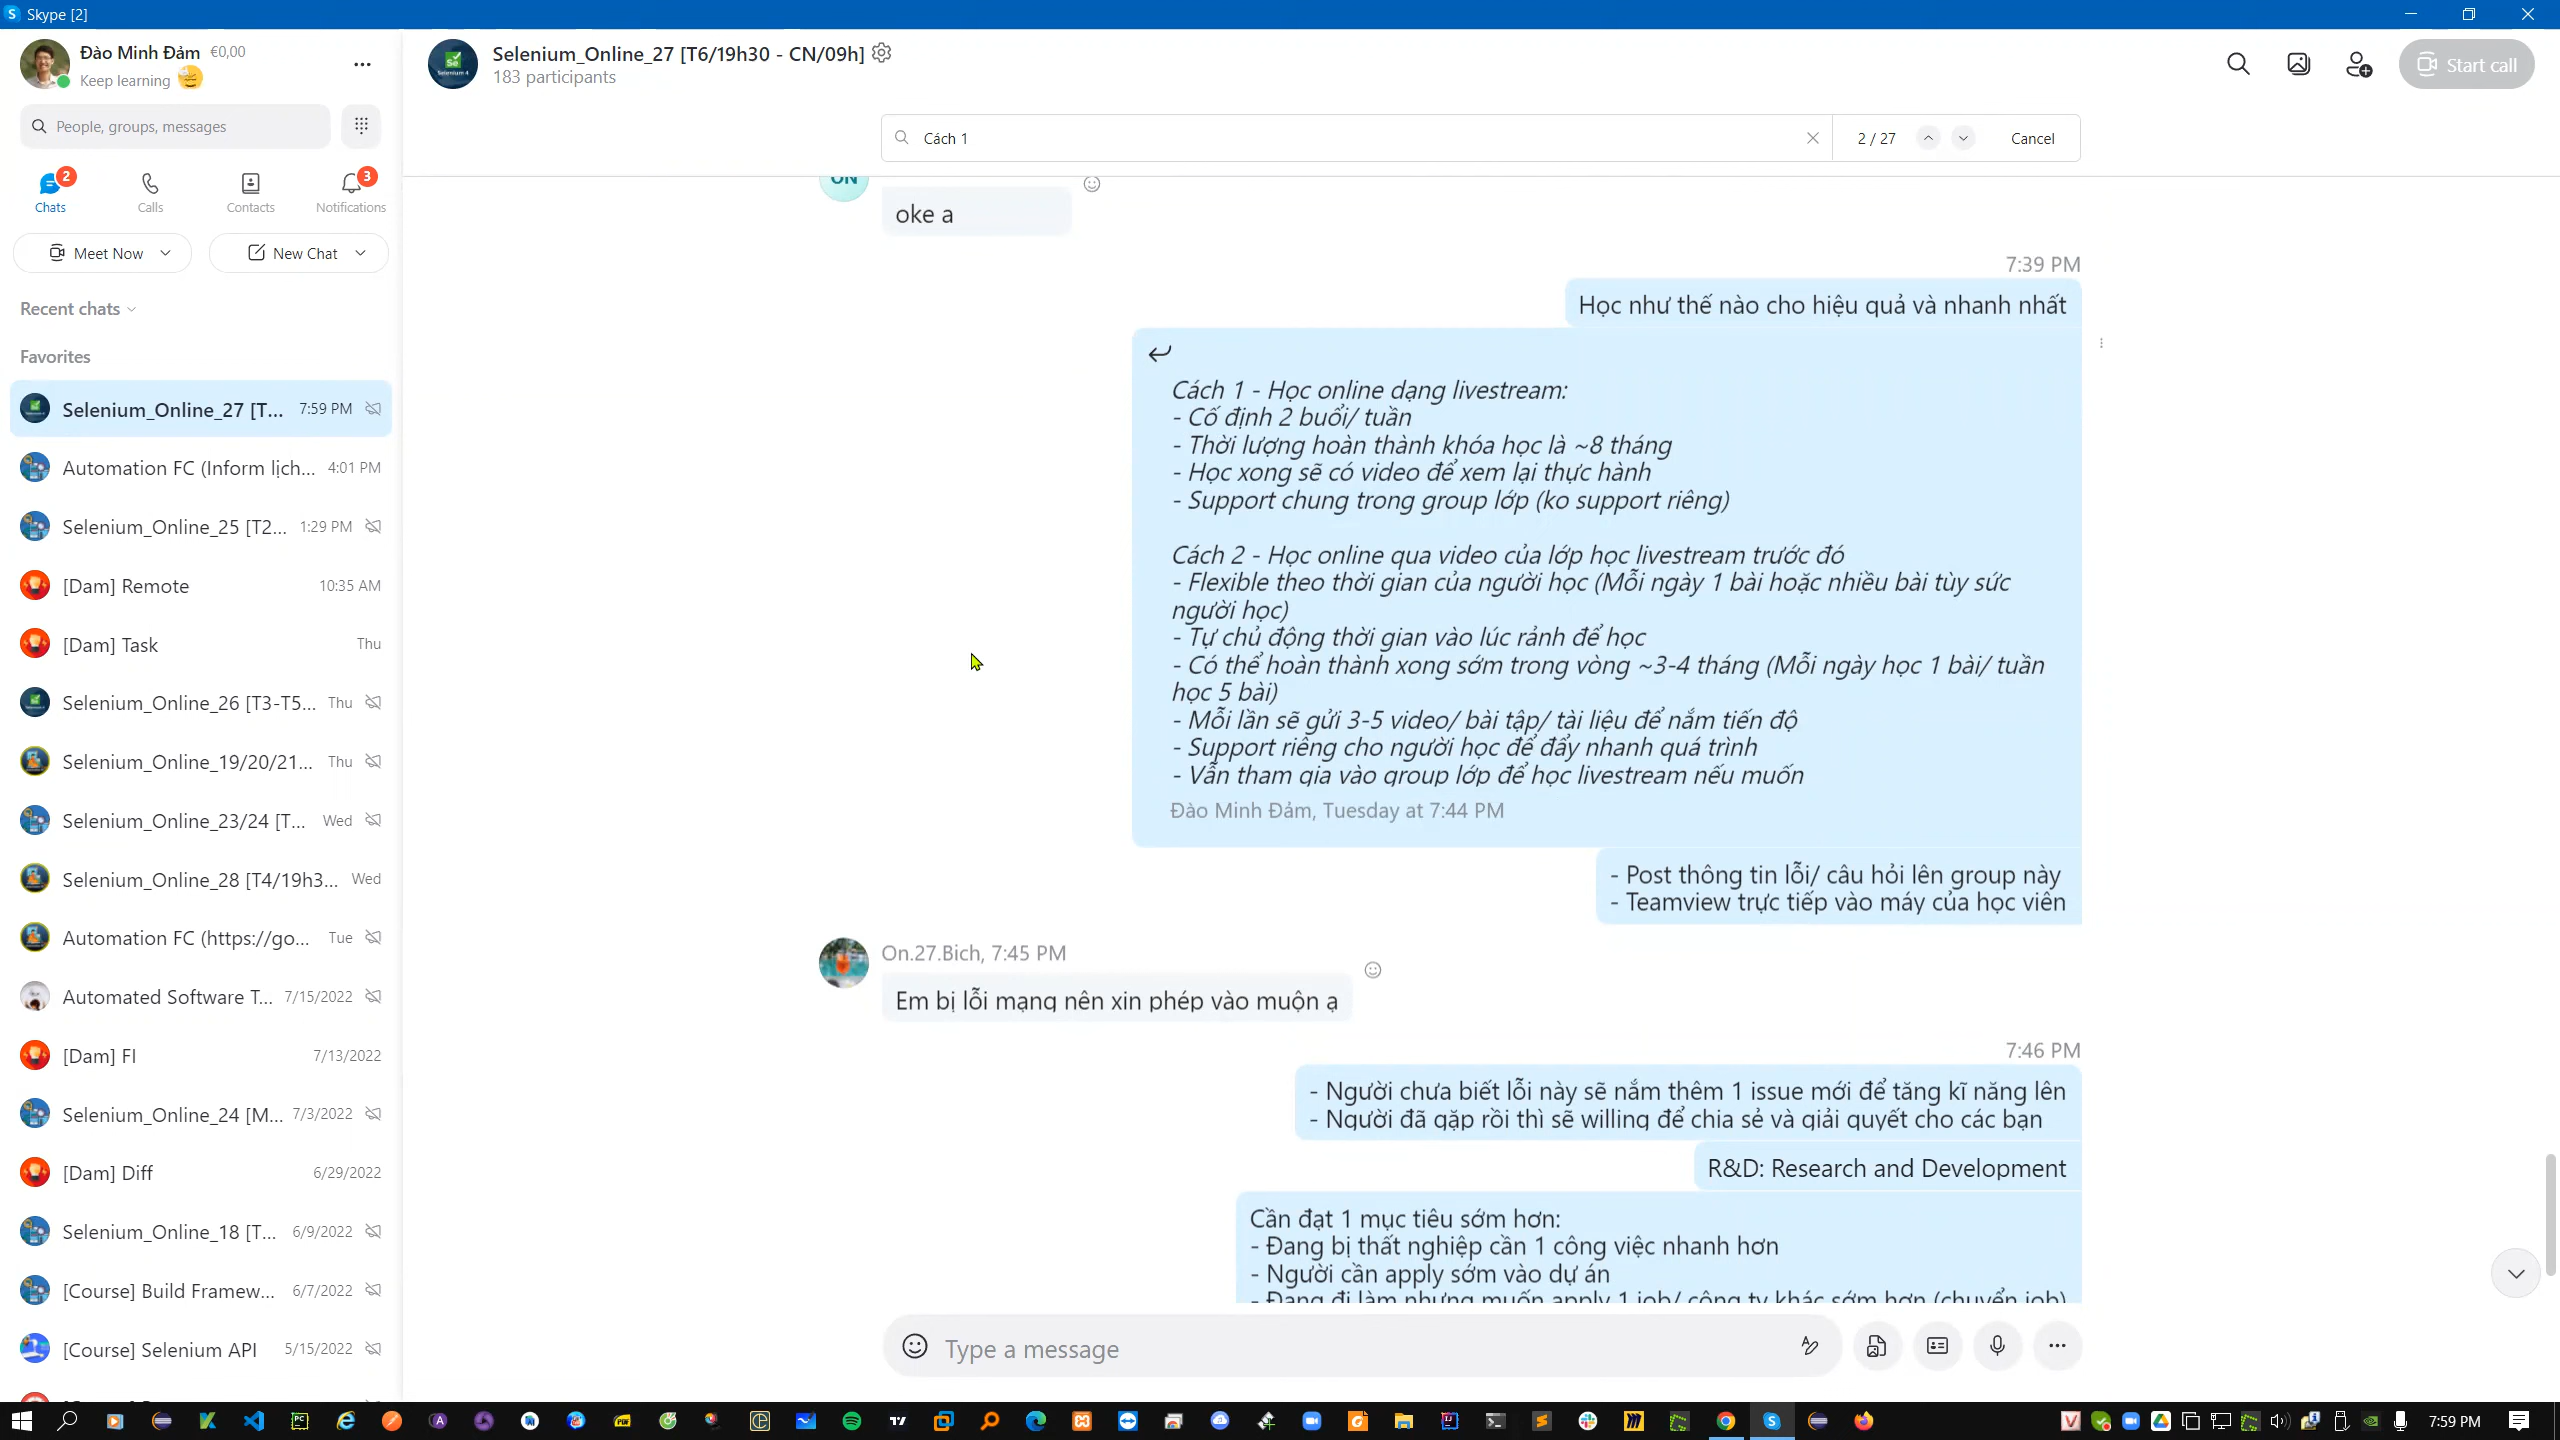 Skype [2]
Đào Minh Đảm €0,00
Keep learning
People, groups, messages
2
3
Chats
Calls
Contacts
Notifications
Meet Now
New Chat
Recent chats
Favorites
Selenium_Online_27 [T... 7:59 PM
Automation FC (Inform lịch... 4:01 PM
Selenium_Online_25 [T2... 1:29 PM
[Dam] Remote 10:35 AM
[Dam] Task Thu
Selenium_Online_26 [T3-T5... Thu
Selenium_Online_19/20/21... Thu
Selenium_Online_23/24 [T... Wed
Selenium_Online_28 [T4/19h3... Wed
Automation FC (https://go... Tue
Automated Software T... 7/15/2022
[Dam] FI 7/13/2022
Selenium_Online_24 [M... 7/3/2022
[Dam] Diff 6/29/2022
Selenium_Online_18 [T... 6/9/2022
[Course] Build Framew... 6/7/2022
[Course] Selenium API 5/15/2022
Selenium_Online_27 [T6/19h30 - CN/09h]
183 participants
Start call
Cách 1
2 / 27
Cancel
ON
oke a
7:39 PM
Học như thế nào cho hiệu quả và nhanh nhất
Cách 1 - Học online dạng livestream:
- Cố định 2 buổi/ tuần
- Thời lượng hoàn thành khóa học là ~8 tháng
- Học xong sẽ có video để xem lại thực hành
- Support chung trong group lớp (ko support riêng)
Cách 2 - Học online qua video của lớp học livestream trước đó
- Flexible theo thời gian của người học (Mỗi ngày 1 bài hoặc nhiều bài tùy sức
người học)
- Tự chủ động thời gian vào lúc rảnh để học
- Có thể hoàn thành xong sớm trong vòng ~3-4 tháng (Mỗi ngày học 1 bài/ tuần
học 5 bài)
- Mỗi lần sẽ gửi 3-5 video/ bài tập/ tài liệu để nắm tiến độ
- Support riêng cho người học để đẩy nhanh quá trình
- Vẫn tham gia vào group lớp để học livestream nếu muốn
Đào Minh Đảm, Tuesday at 7:44 PM
- Post thông tin lỗi/ câu hỏi lên group này
- Teamview trực tiếp vào máy của học viên
On.27.Bich, 7:45 PM
Em bị lỗi mạng nên xin phép vào muộn ạ
7:46 PM
- Người chưa biết lỗi này sẽ nắm thêm 1 issue mới để tăng kĩ năng lên
- Người đã gặp rồi thì sẽ willing để chia sẻ và giải quyết cho các bạn
R&D: Research and Development
Cần đạt 1 mục tiêu sớm hơn:
- Đang bị thất nghiệp cần 1 công việc nhanh hơn
- Người cần apply sớm vào dự án
- Đang đi làm nhưng muốn apply 1 job/ công ty khác sớm hơn (chuyển job)
Type a message
7:59 PM